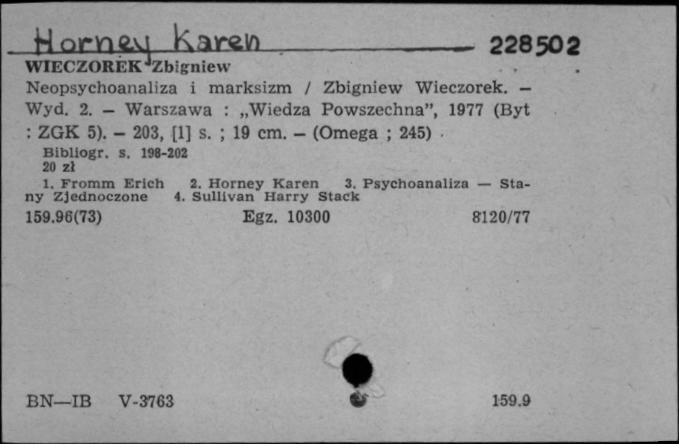 Horney Karen 228502
WIECZOREK Zbigniew
Neopsychoanaliza i marksizm / Zbigniew Wieczorek. —
Wyd. 2. — Warszawa : „Wiedza Powszechna”, 1977 (Byt
: ZGK 5). — 203, [1] s. ; 19 cm. — (Omega ; 245)
Bibliogr. s. 198-202
20 zł
1. Fromm Erich 2. Horney Karen 3. Psychoanaliza — Sta-
ny Zjednoczone 4. Sullivan Harry Stack
159.96(73) Egz. 10300 8120/77
BN—IB V-3763 159.9